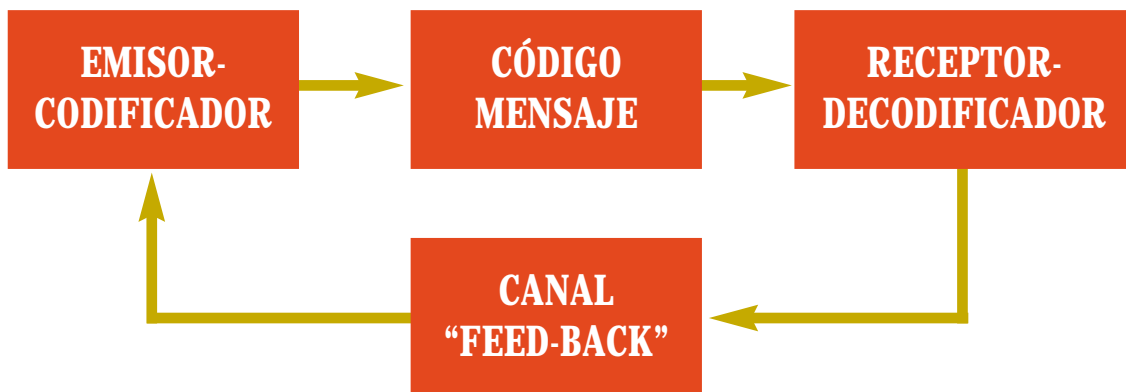 EMISOR-
CODIFICADOR
CÓDIGO
MENSAJE
RECEPTOR-
DECODIFICADOR
CANAL
“FEED-BACK”